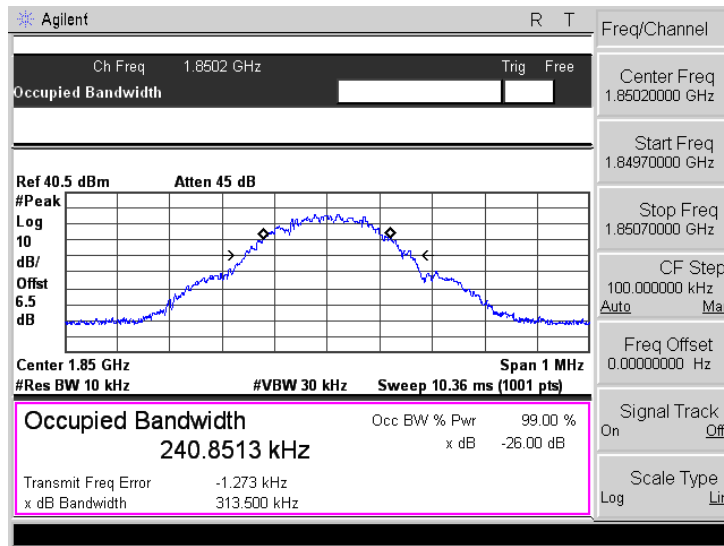 Agilent R T
Ch Freq 1.8502 GHz Trig Free
Occupied Bandwidth
Ref 40.5 dBm Atten 45 dB
#Peak
Log
10
dB/
Offst
6.5
dB
Center 1.85 GHz Span 1 MHz
#Res BW 10 kHz #VBW 30 kHz Sweep 10.36 ms (1001 pts)
Occupied Bandwidth Occ BW % Pwr 99.00 %
240.8513 kHz x dB -26.00 dB
Transmit Freq Error -1.273 kHz
x dB Bandwidth 313.500 kHz
Freq/Channel
Center Freq
1.85020000 GHz
Start Freq
1.84970000 GHz
Stop Freq
1.85070000 GHz
CF Step
100.000000 kHz
Auto Ma
Freq Offset
0.00000000 Hz
Signal Track
On Off
Scale Type
Log Lin